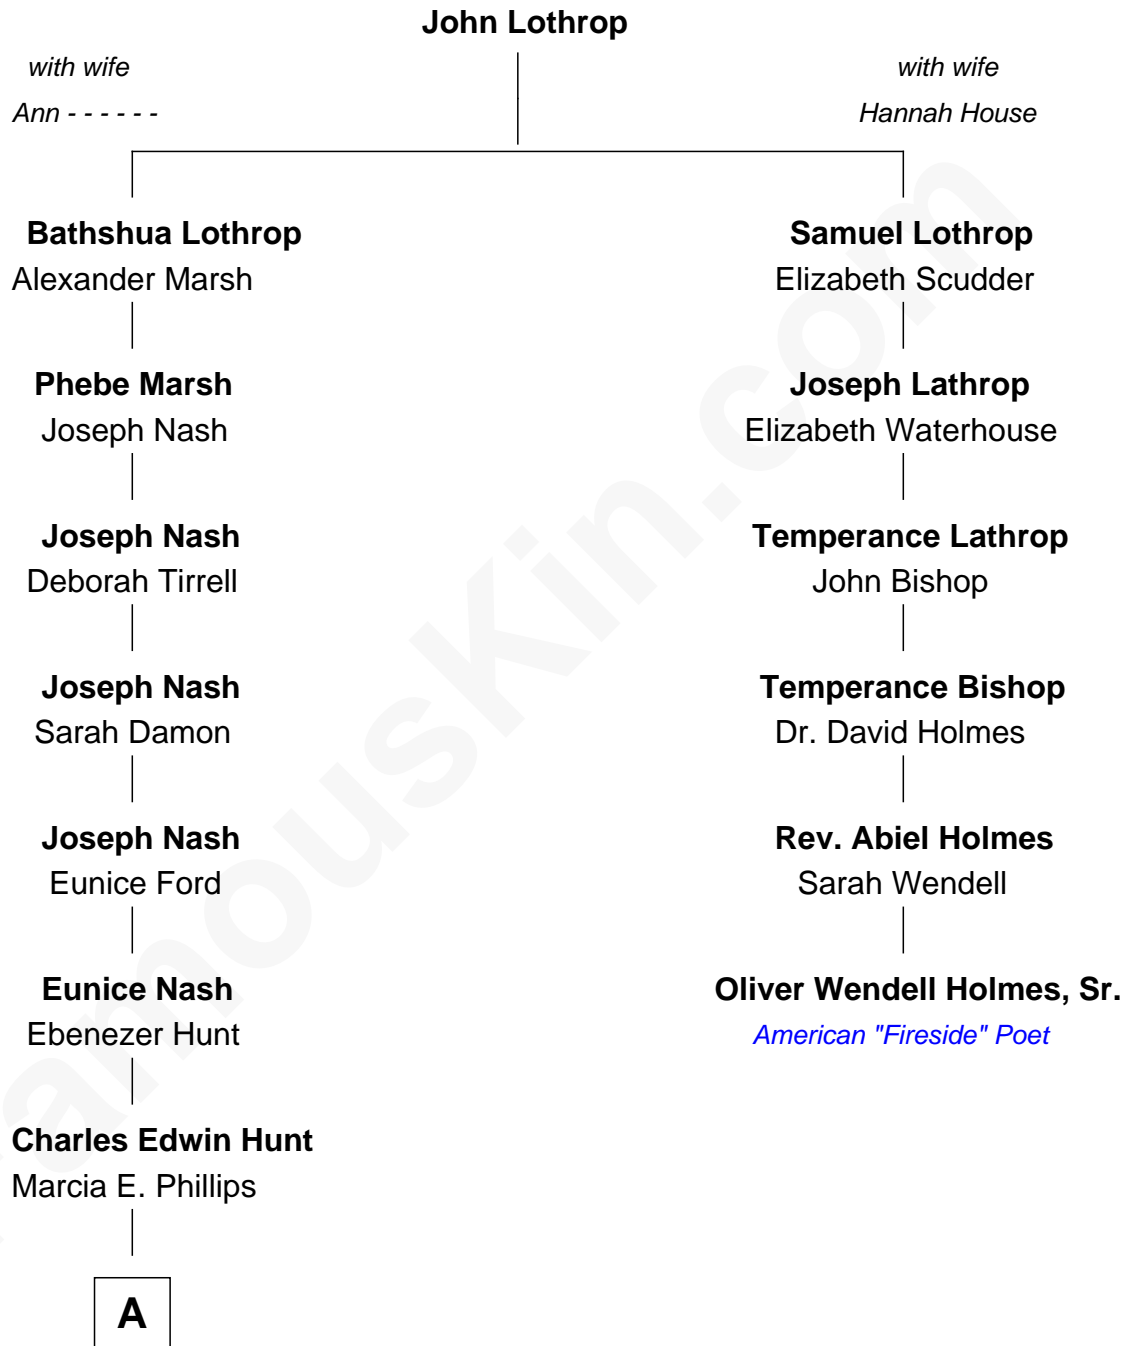 John Lothrop
with wife
Ann - - - - - -
with wife
Hannah House
Bathshua Lothrop
Alexander Marsh
Samuel Lothrop
Elizabeth Scudder
Phebe Marsh
Joseph Nash
Joseph Lathrop
Elizabeth Waterhouse
Joseph Nash
Deborah Tirrell
Temperance Lathrop
John Bishop
Joseph Nash
Sarah Damon
Temperance Bishop
Dr. David Holmes
Joseph Nash
Eunice Ford
Rev. Abiel Holmes
Sarah Wendell
Eunice Nash
Ebenezer Hunt
Oliver Wendell Holmes, Sr.
American "Fireside" Poet
Charles Edwin Hunt
Marcia E. Phillips
A
famouskin.com